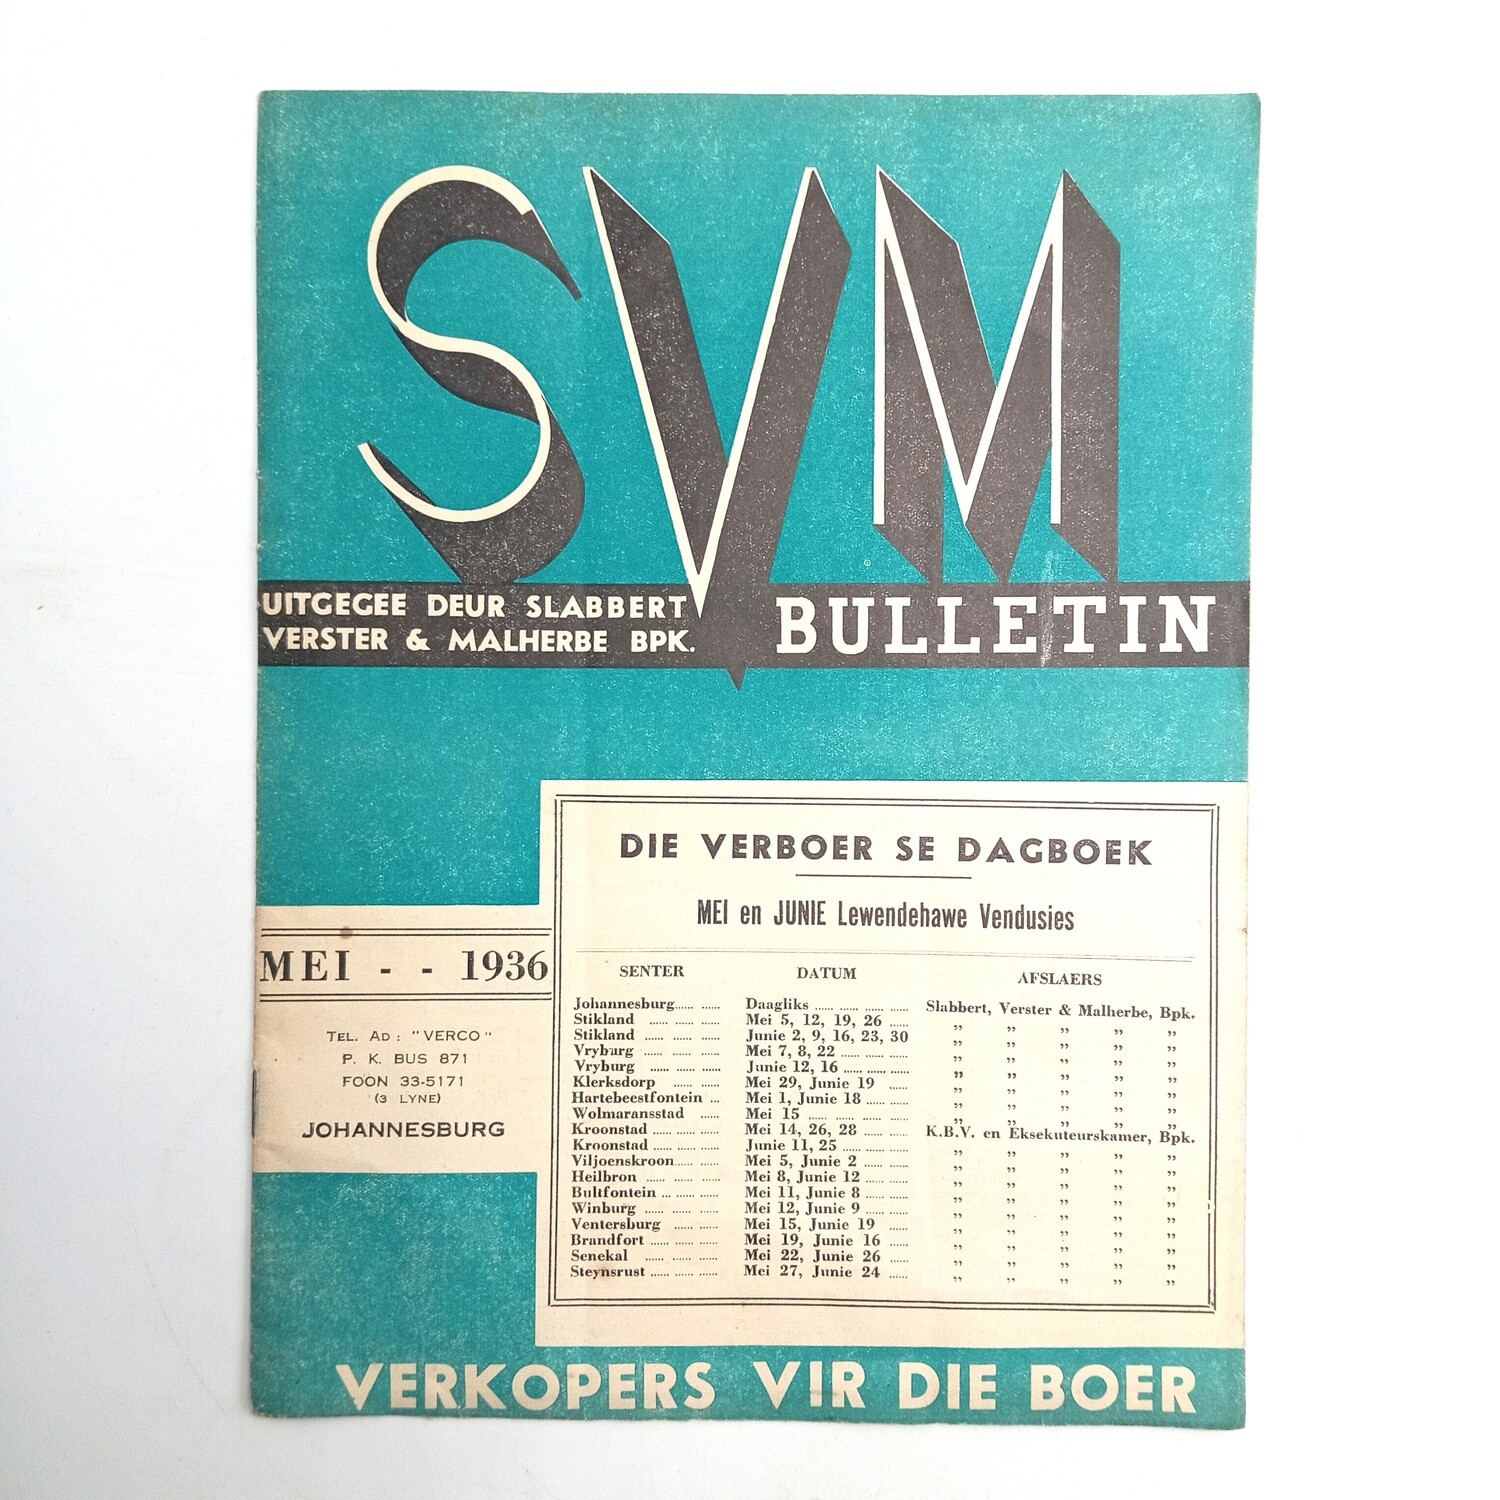 SVM
UITGEGEE DEUR SLABBERT
VERSTER & MALHERBE BPK.
BULLETIN
MEI - - 1936
TEL. AD : "VERCO"
P. K. BUS 871
FOON 33-5171
(3 LYNE)
JOHANNESBURG
DIE VERBOER SE DAGBOEK
MEI en JUNIE Lewendehawe Vendusies
SENTER DATUM AFSLAERS
Johannesburg...... ...... Daagliks ...... ...... ...... ...... Slabbert, Verster & Malherbe, Bpk.
Stikland ...... ...... ...... Mei 5, 12, 19, 26 ...... ,, ,, ,, ,, ,,
Stikland ...... ...... ...... Junie 2, 9, 16, 23, 30 ,, ,, ,, ,, ,,
Vryburg ...... ...... ...... Mei 7, 8, 22 ...... ...... ...... ,, ,, ,, ,, ,,
Vryburg ...... ...... ...... Junie 12, 16 ...... ...... ...... ,, ,, ,, ,, ,,
Klerksdorp ...... ...... Mei 29, Junie 19 ...... ,, ,, ,, ,, ,,
Hartebeestfontein ... Mei 1, Junie 18 ...... ...... ,, ,, ,, ,, ,,
Wolmaransstad ...... Mei 15 ...... ...... ...... ...... ,, ,, ,, ,, ,,
Kroonstad ...... ...... ...... Mei 14, 26, 28 ...... ...... K.B.V. en Eksekuteurskamer, Bpk.
Kroonstad ...... ...... ...... Junie 11, 25 ...... ...... ...... ,, ,, ,, ,, ,,
Viljoenskroon...... ...... Mei 5, Junie 2 ...... ...... ,, ,, ,, ,, ,,
Heilbron ...... ...... ...... Mei 8, Junie 12 ...... ...... ,, ,, ,, ,, ,,
Bultfontein ... ...... ...... Mei 11, Junie 8 ...... ...... ,, ,, ,, ,, ,,
Winburg ...... ...... ...... Mei 12, Junie 9 ...... ...... ,, ,, ,, ,, ,,
Ventersburg ...... ...... Mei 15, Junie 19 ...... ,, ,, ,, ,, ,,
Brandfort ...... ...... ...... Mei 19, Junie 16 ...... ,, ,, ,, ,, ,,
Senekal ...... ...... ...... Mei 22, Junie 26 ...... ,, ,, ,, ,, ,,
Steynsrust ...... ...... ...... Mei 27, Junie 24 ...... ,, ,, ,, ,, ,,
VERKOPERS VIR DIE BOER